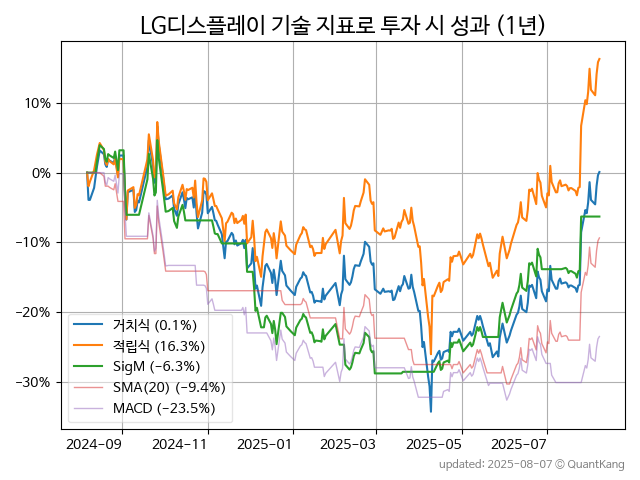 LG디스플레이 기술 지표로 투자 시 성과 (1년)
10%
0%
−10%
−20%
−30%
거치식 (0.1%)
적립식 (16.3%)
SigM (−6.3%)
SMA(20) (−9.4%)
MACD (−23.5%)
2024-09 2024-11 2025-01 2025-03 2025-05 2025-07
updated: 2025-08-07 © QuantKang